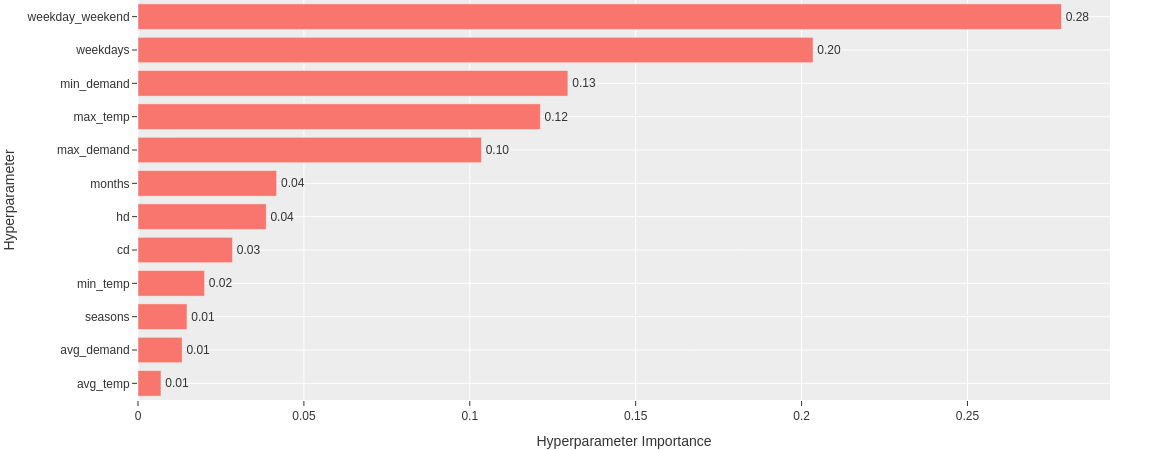 weekday_weekend 0.28
weekdays 0.20
min_demand 0.13
max_temp 0.12
max_demand 0.10
months 0.04
hd 0.04
cd 0.03
min_temp 0.02
seasons 0.01
avg_demand 0.01
avg_temp 0.01
0 0.05 0.1 0.15 0.2 0.25
Hyperparameter Importance
Hyperparameter